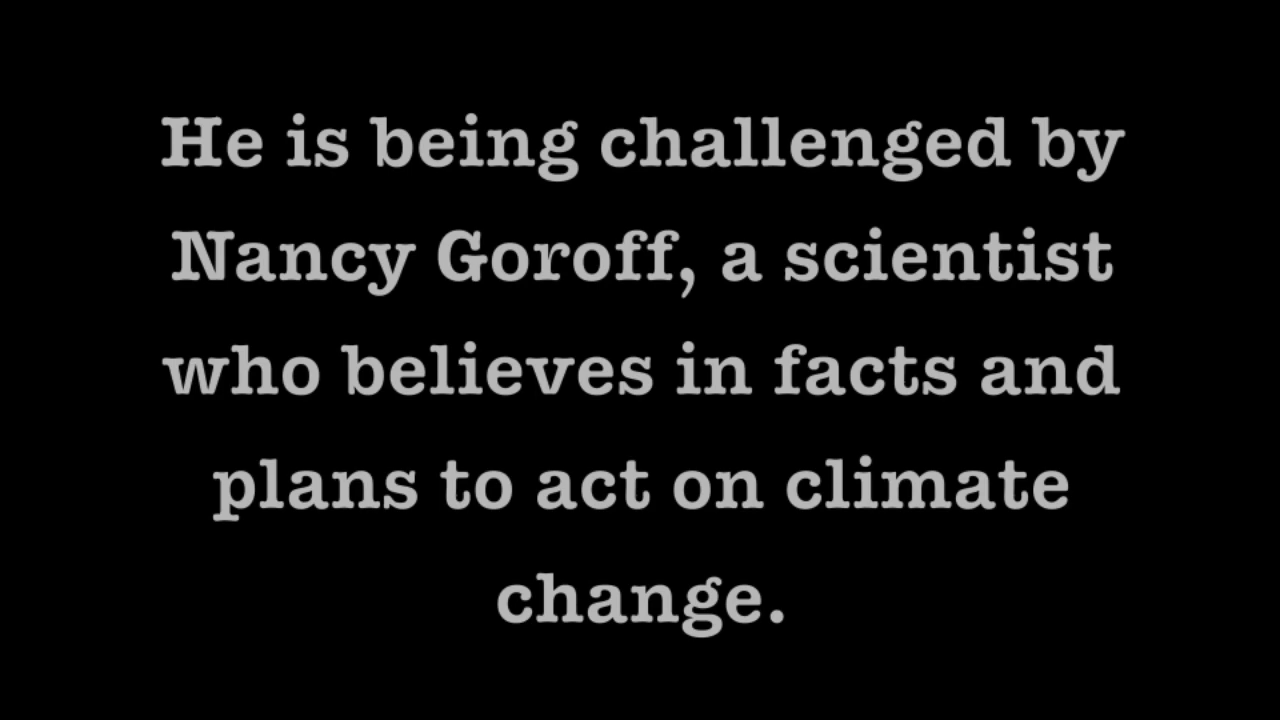 He is being challenged by
Nancy Goroff, a scientist
who believes in facts and
plans to act on climate
change.